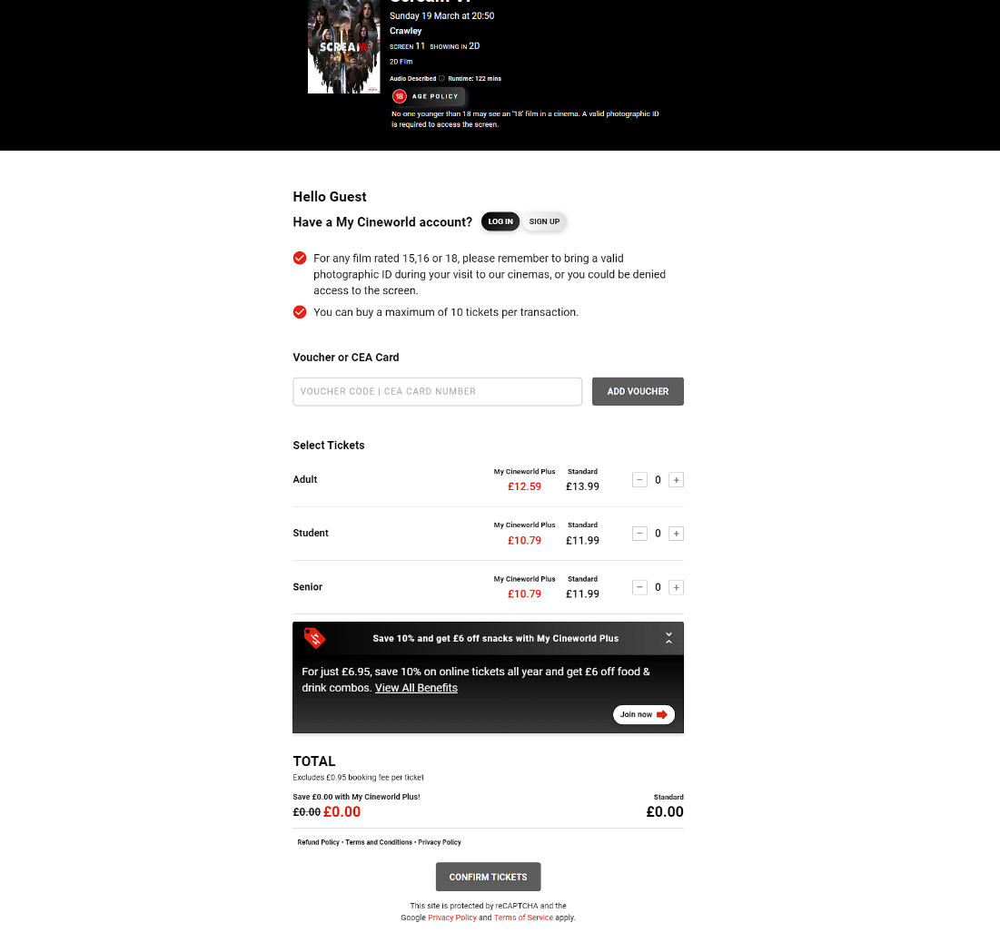 Scream VI
Sunday 19 March at 20:50
Crawley
SCREEN 11 SHOWING IN 2D
2D Film
Audio Described Runtime: 122 mins
SCREAM
18 AGE POLICY
No-one younger than 18 may see an '18' film in a cinema. A valid photographic ID
is required to access the screen.
Hello Guest
Have a My Cineworld account? LOG IN SIGN UP
For any film rated 15,16 or 18, please remember to bring a valid
photographic ID during your visit to our cinemas, or you could be denied
access to the screen.
You can buy a maximum of 10 tickets per transaction.
Voucher or CEA Card
VOUCHER CODE | CEA CARD NUMBER ADD VOUCHER
Select Tickets
My Cineworld Plus Standard
Adult £12.59 £13.99 − 0 +
My Cineworld Plus Standard
Student £10.79 £11.99 − 0 +
My Cineworld Plus Standard
Senior £10.79 £11.99 − 0 +
Save 10% and get £6 off snacks with My Cineworld Plus
For just £6.95, save 10% on online tickets all year and get £6 off food &
drink combos. View All Benefits
Join now
TOTAL
Excludes £0.95 booking fee per ticket
Save £0.00 with My Cineworld Plus! Standard
£0.00 £0.00 £0.00
Refund Policy • Terms and Conditions • Privacy Policy
CONFIRM TICKETS
This site is protected by reCAPTCHA and the
Google Privacy Policy and Terms of Service apply.